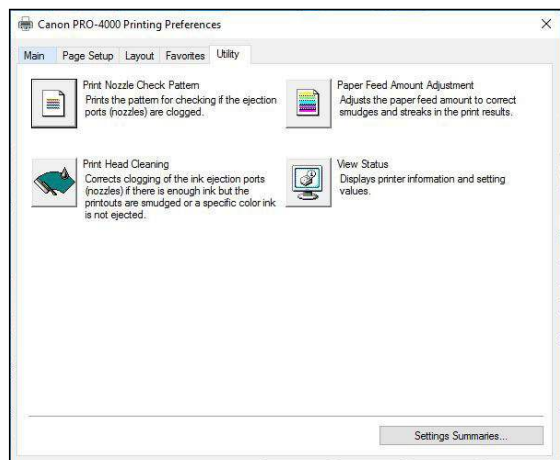 Canon PRO-4000 Printing Preferences
Main Page Setup Layout Favorites Utility
Print Nozzle Check Pattern
Prints the pattern for checking if the ejection
ports (nozzles) are clogged.
Paper Feed Amount Adjustment
Adjusts the paper feed amount to correct
smudges and streaks in the print results.
Print Head Cleaning
Corrects clogging of the ink ejection ports
(nozzles) if there is enough ink but the
printouts are smudged or a specific color ink
is not ejected.
View Status
Displays printer information and setting
values.
Settings Summaries...